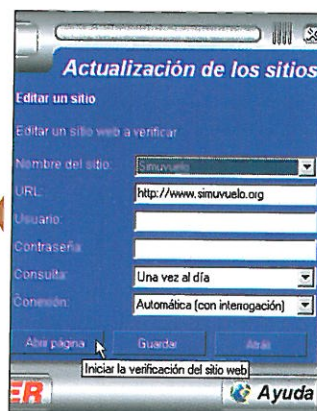 Actualización de los sitios
Editar un sitio
Editar un sitio web a verificar
Nombre del sitio: Simuvuelo
URL: http://www.simuvuelo.org
Usuario:
Contraseña:
Consulta: Una vez al día
Conexión: Automática (con interrogación)
Abrir página Guardar Atrás
Iniciar la verificación del sitio web
ER Ayuda